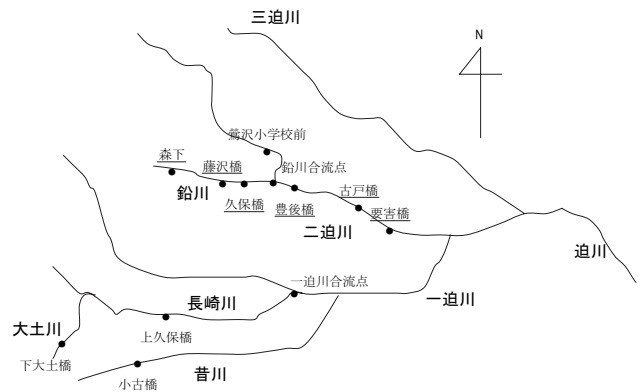 三迫川
N
鶯沢小学校前
森下
藤沢橋
鉛川合流点
鉛川
久保橋
豊後橋
古戸橋
要害橋
二迫川
迫川
一迫川合流点
一迫川
長崎川
大土川
上久保橋
下大土橋
昔川
小古橋